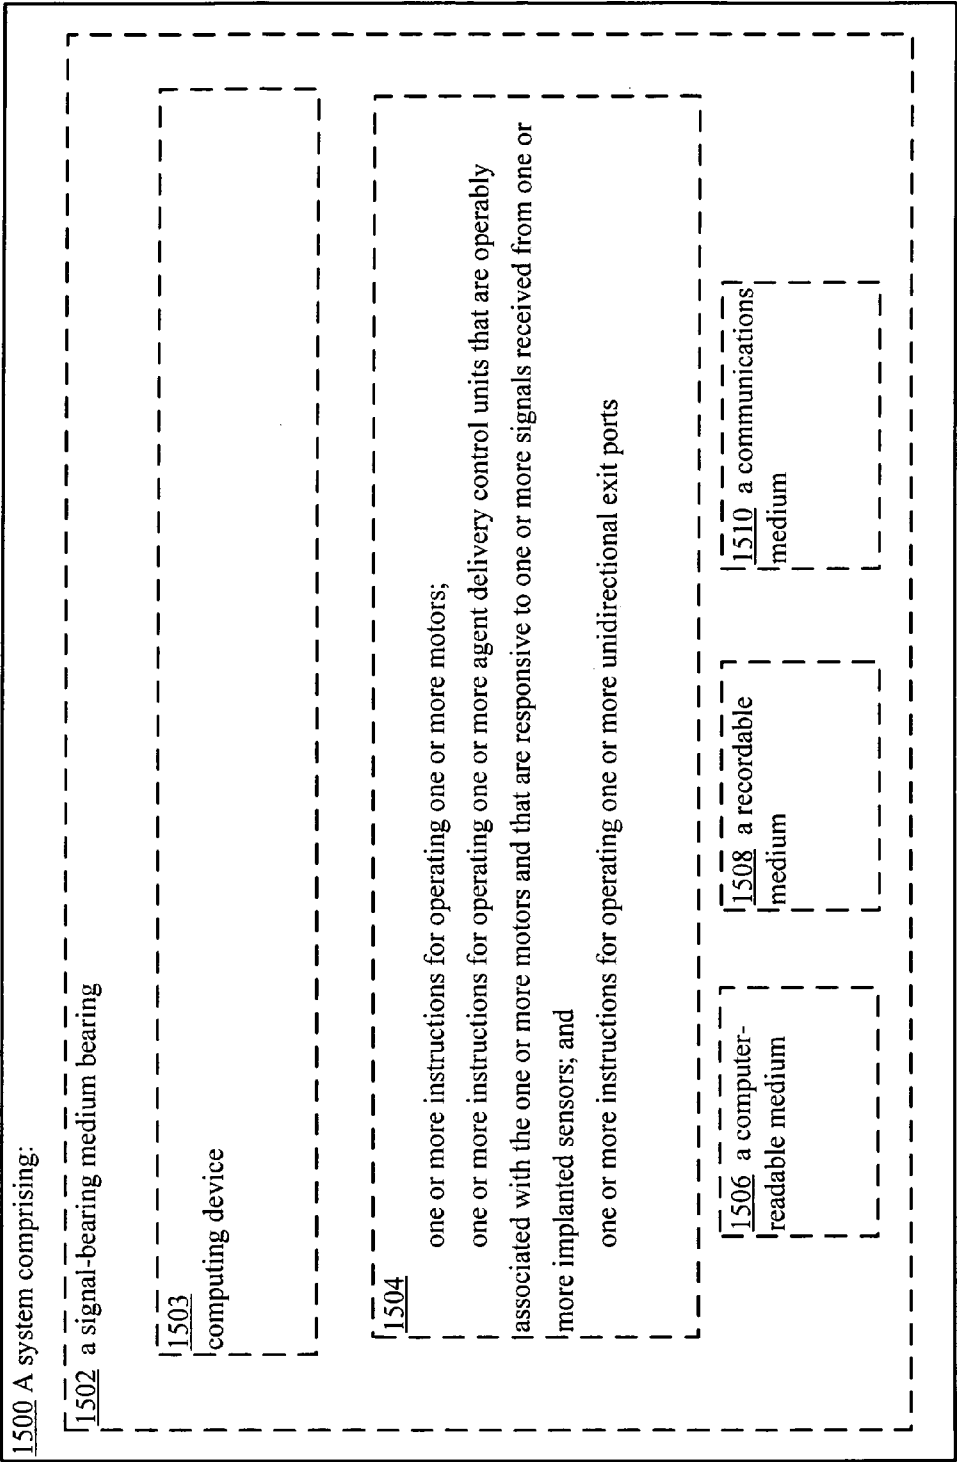 1500 A system comprising:
1502 a signal-bearing medium bearing
1503
computing device
1504
one or more instructions for operating one or more motors;
one or more instructions for operating one or more agent delivery control units that are operably
associated with the one or more motors and that are responsive to one or more signals received from one or
more implanted sensors; and
one or more instructions for operating one or more unidirectional exit ports
1506 a computer-
readable medium
1508 a recordable
medium
1510 a communications
medium